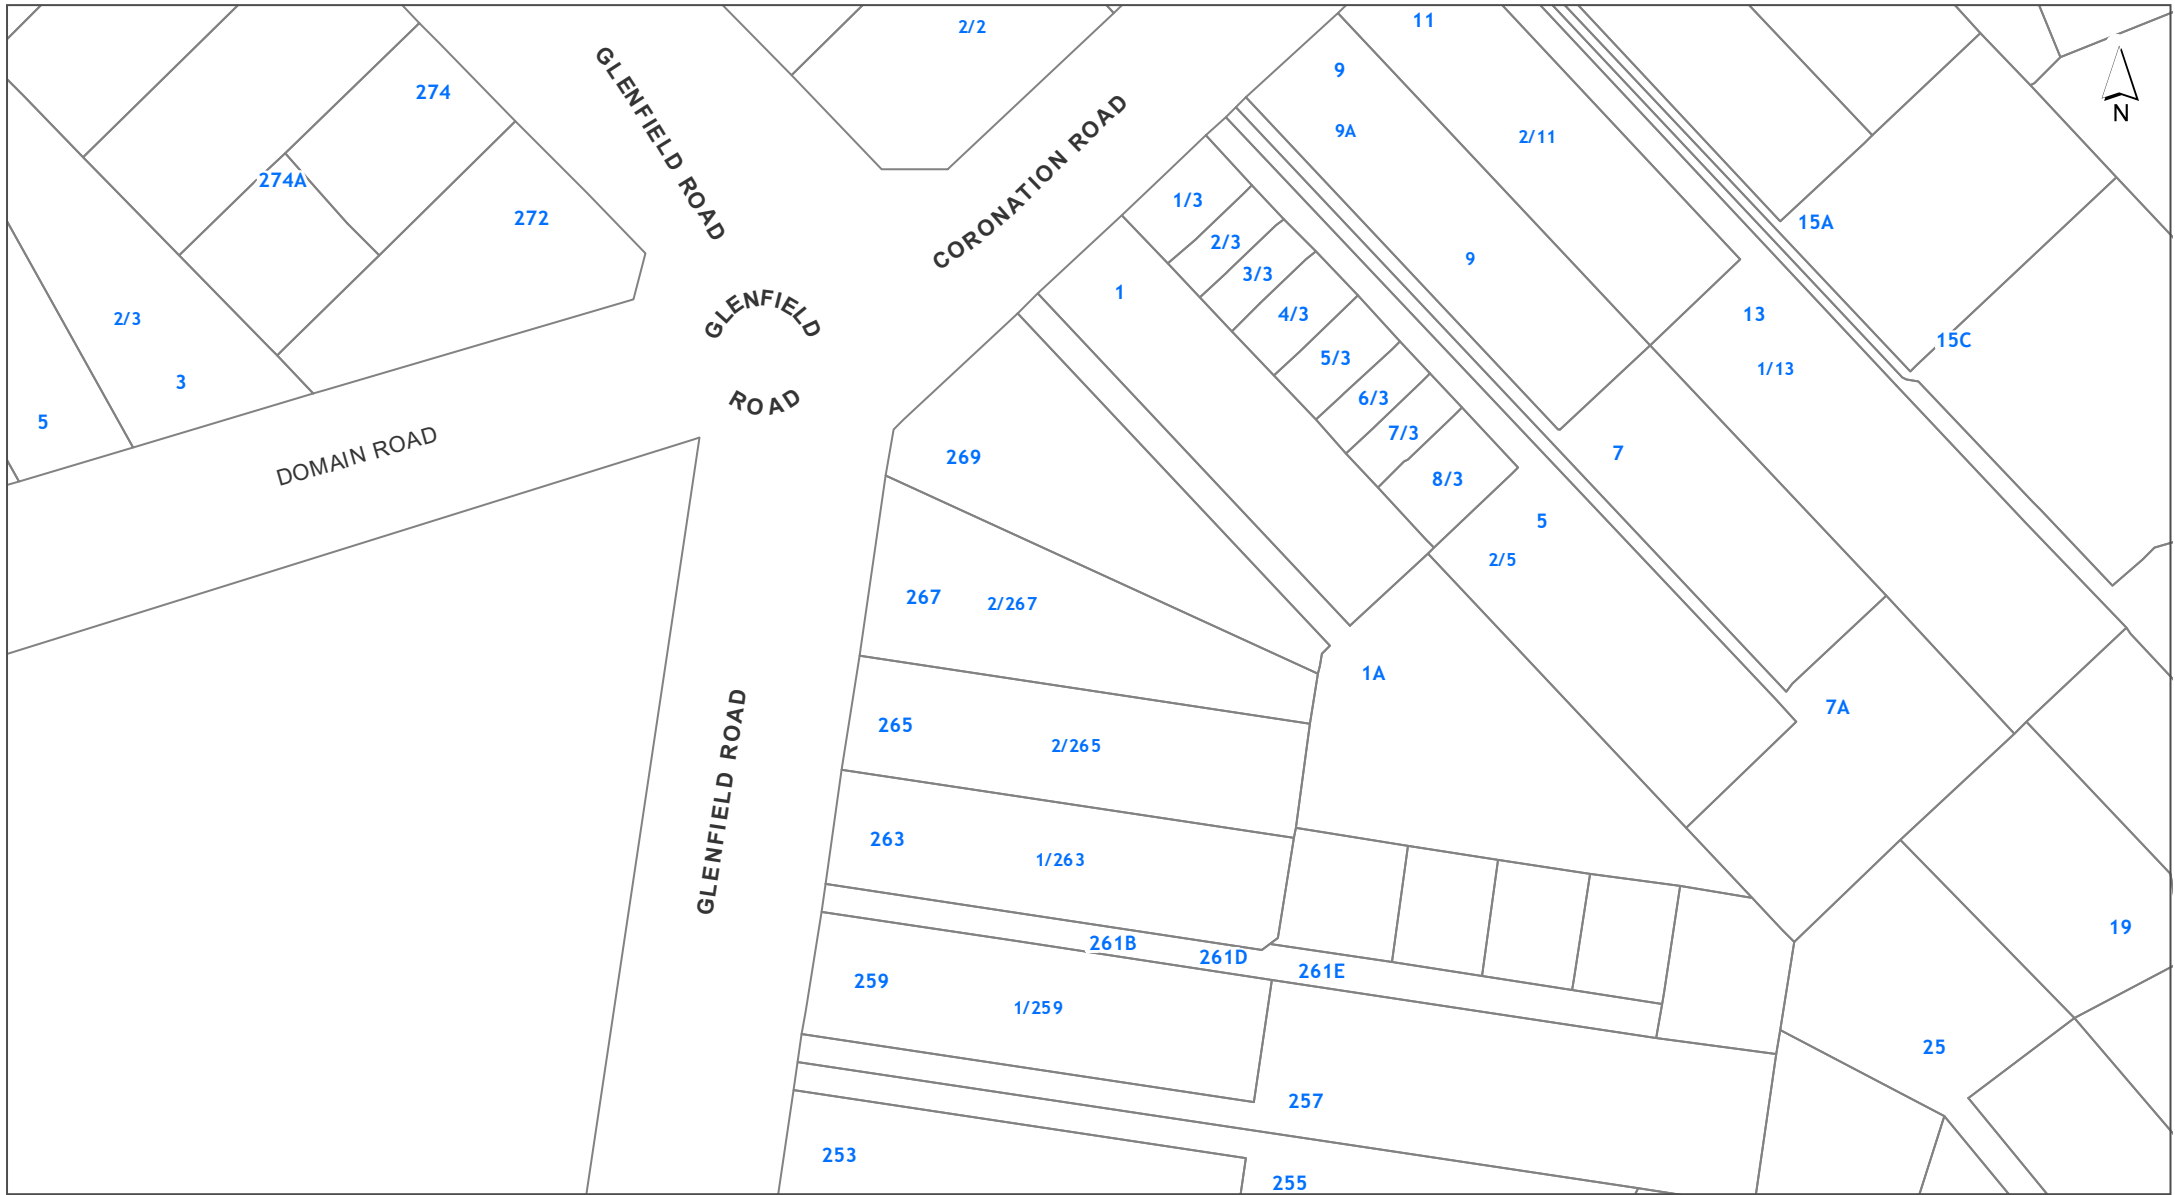 2/2
11
GLENFIELD ROAD
9
274
CORONATION ROAD
N
9A
2/11
274A
1/3
272
15A
2/3
9
3/3
1
4/3
13
2/3
GLENFIELD
15C
5/3
1/13
3
6/3
ROAD
5
7/3
DOMAIN ROAD
7
269
8/3
5
2/5
267
2/267
1A
7A
265
2/265
GLENFIELD ROAD
263
1/263
19
261B
261D
261E
259
1/259
25
257
253
255